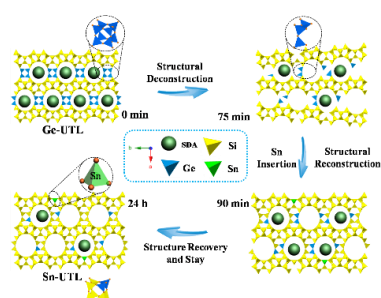 Structural
Deconstruction
0 min
75 min
Ge-UTL
SDA
Si
Ge
Sn
Sn
Insertion
Structural
Reconstruction
Sn
24 h
90 min
Structure Recovery
and Stay
Sn-UTL